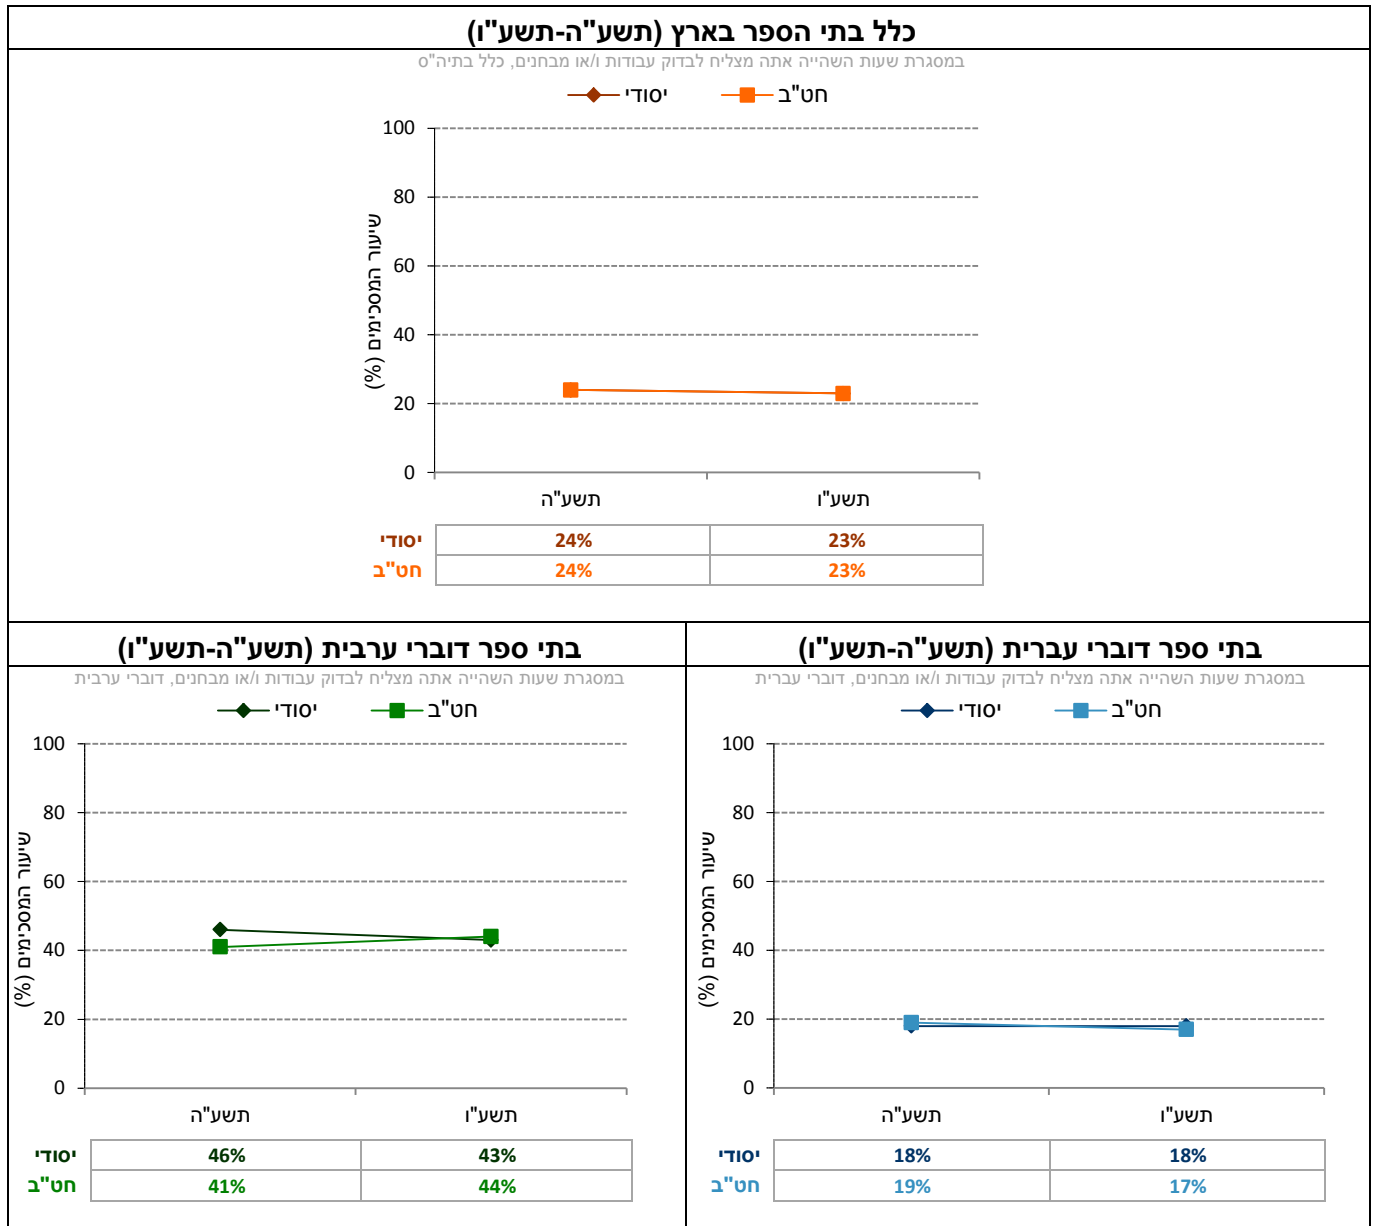 כלל בתי הספר בארץ (תשע"ה-תשע"ו)
במסגרת שעות השהייה אתה מצליח לבדוק עבודות ו/או מבחנים, כלל בתיה"ס
יסודי חט"ב
שיעור המסכימים (%)
100
80
60
40
20
0
תשע"ה תשע"ו
יסודי 24% 23%
חט"ב 24% 23%
בתי ספר דוברי עברית (תשע"ה-תשע"ו)
במסגרת שעות השהייה אתה מצליח לבדוק עבודות ו/או מבחנים, דוברי עברית
יסודי חט"ב
שיעור המסכימים (%)
100
80
60
40
20
0
תשע"ה תשע"ו
יסודי 18% 18%
חט"ב 19% 17%
בתי ספר דוברי ערבית (תשע"ה-תשע"ו)
במסגרת שעות השהייה אתה מצליח לבדוק עבודות ו/או מבחנים, דוברי ערבית
יסודי חט"ב
שיעור המסכימים (%)
100
80
60
40
20
0
תשע"ה תשע"ו
יסודי 46% 43%
חט"ב 41% 44%